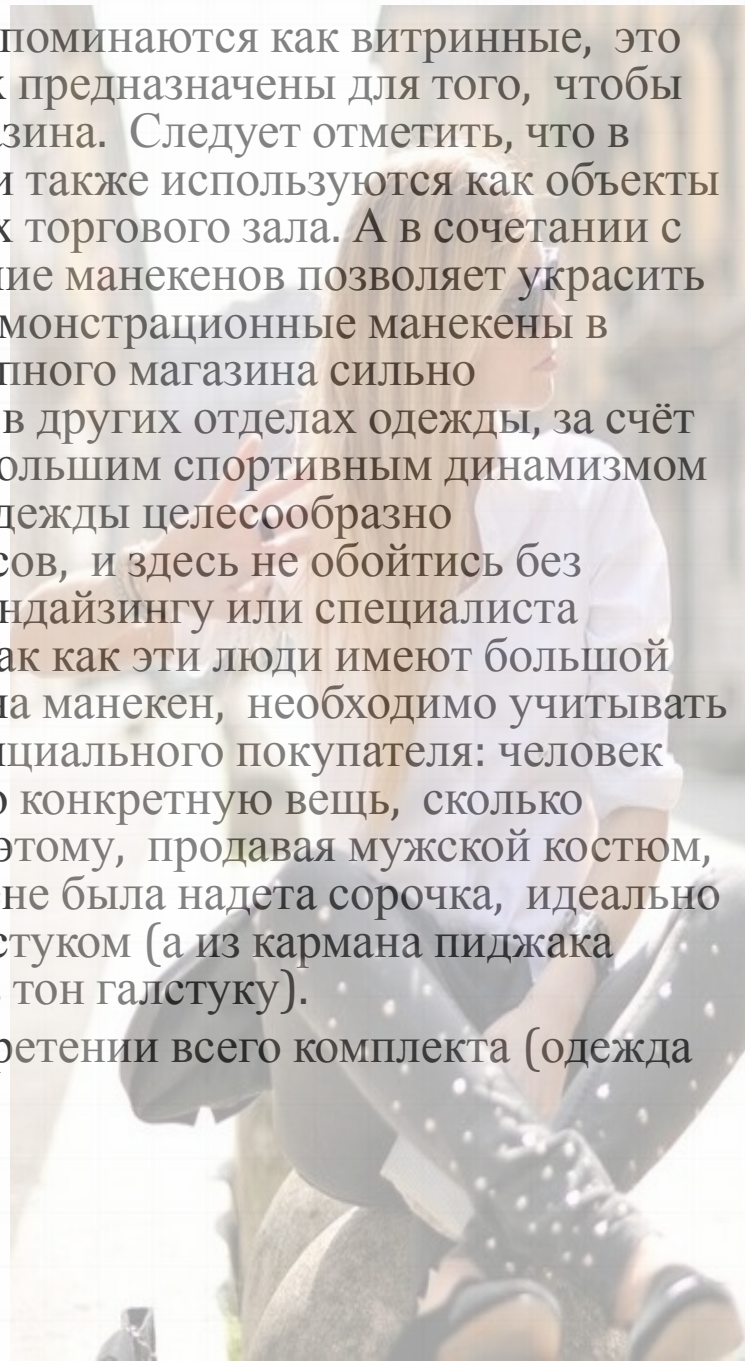 поминаются как витринные, это
предназначены для того, чтобы
зина. Следует отметить, что в
и также используются как объекты
х торгового зала. А в сочетании с
ие манекенов позволяет украсить
монстрационные манекены в
пного магазина сильно
в других отделах одежды, за счёт
ольшим спортивным динамизмом
дежды целесообразно
сов, и здесь не обойтись без
ндайзингу или специалиста
ак как эти люди имеют большой
на манекен, необходимо учитывать
циального покупателя: человек
конкретную вещь, сколько
этому, продавая мужской костюм,
не была надета сорочка, идеально
стуком (а из кармана пиджака
тон галстуку).
ретении всего комплекта (одежда